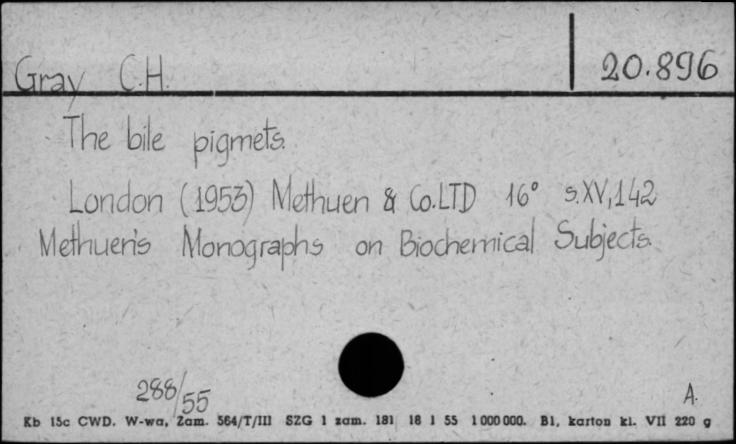 Gray C.H. 20.896
The bile pigmets.
London (1953) Methuen & Co.LTD 16° s.XV,142
Methuen's Monographs on Biochemical Subjects.
288/55 A.
Kb 15c CWD. W-wa, Zam. 564/T/III SZG 1 zam. 181 18 1 55 1000000. B1, karton kl. VII 220 g